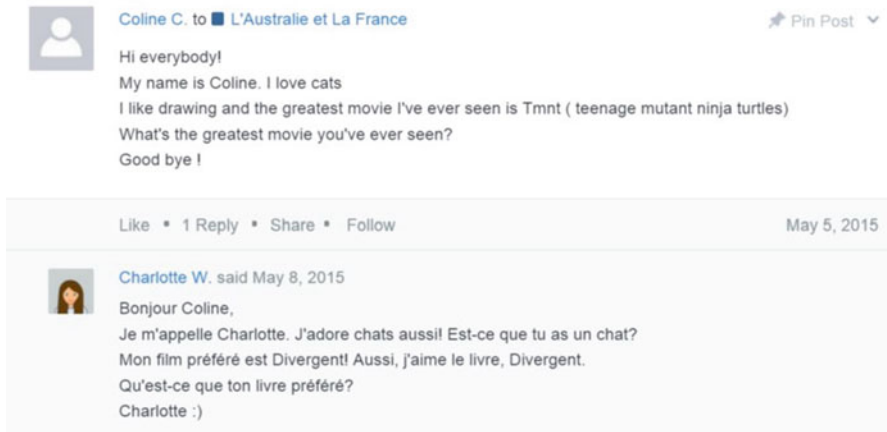 Coline C. to L'Australie et La France Pin Post
Hi everybody!
My name is Coline. I love cats
I like drawing and the greatest movie I've ever seen is Tmnt ( teenage mutant ninja turtles)
What's the greatest movie you've ever seen?
Good bye !
Like • 1 Reply • Share • Follow May 5, 2015
Charlotte W. said May 8, 2015
Bonjour Coline,
Je m'appelle Charlotte. J'adore chats aussi! Est-ce que tu as un chat?
Mon film préféré est Divergent! Aussi, j'aime le livre, Divergent.
Qu'est-ce que ton livre préféré?
Charlotte :)